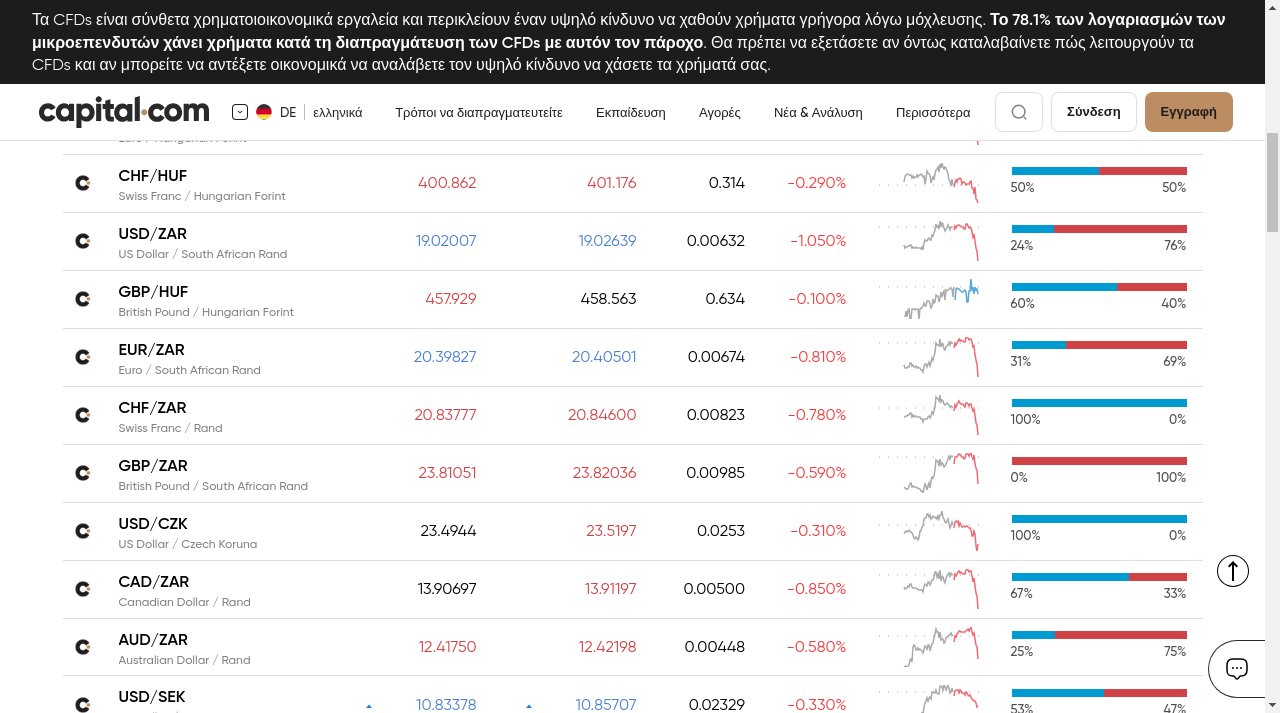 Τα CFDs είναι σύνθετα χρηματοιοικονομικά εργαλεία και περικλείουν έναν υψηλό κίνδυνο να χαθούν χρήματα γρήγορα λόγω μόχλευσης. Το 78.1% των λογαριασμών των
μικροεπενδυτών χάνει χρήματα κατά τη διαπραγμάτευση των CFDs με αυτόν τον πάροχο. Θα πρέπει να εξετάσετε αν όντως καταλαβαίνετε πώς λειτουργούν τα
CFDs και αν μπορείτε να αντέξετε οικονομικά να αναλάβετε τον υψηλό κίνδυνο να χάσετε τα χρήματά σας.
capital.com DE ελληνικά Τρόποι να διαπραγματευτείτε Εκπαίδευση Αγορές Νέα & Ανάλυση Περισσότερα Σύνδεση Εγγραφή
Euro / Hungarian Forint
CHF/HUF 400.862 401.176 0.314 -0.290%
Swiss Franc / Hungarian Forint 50% 50%
USD/ZAR 19.02007 19.02639 0.00632 -1.050%
US Dollar / South African Rand 24% 76%
GBP/HUF 457.929 458.563 0.634 -0.100%
British Pound / Hungarian Forint 60% 40%
EUR/ZAR 20.39827 20.40501 0.00674 -0.810%
Euro / South African Rand 31% 69%
CHF/ZAR 20.83777 20.84600 0.00823 -0.780%
Swiss Franc / Rand 100% 0%
GBP/ZAR 23.81051 23.82036 0.00985 -0.590%
British Pound / South African Rand 0% 100%
USD/CZK 23.4944 23.5197 0.0253 -0.310%
US Dollar / Czech Koruna 100% 0%
CAD/ZAR 13.90697 13.91197 0.00500 -0.850%
Canadian Dollar / Rand 67% 33%
AUD/ZAR 12.41750 12.42198 0.00448 -0.580%
Australian Dollar / Rand 25% 75%
USD/SEK 10.83378 10.85707 0.02329 -0.330%
53% 47%